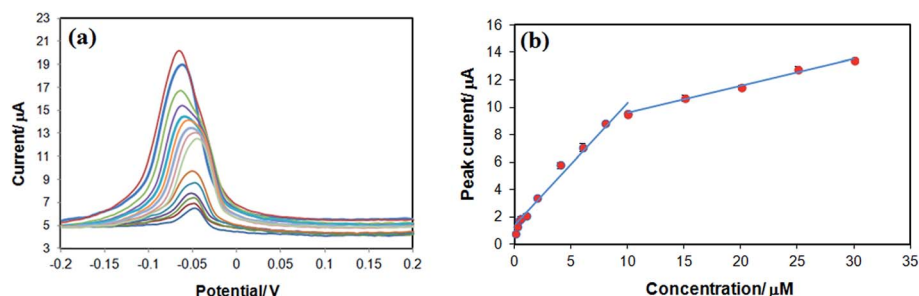 (a)
Current/ µA
23
21
19
17
15
13
11
9
7
5
3
-0.2 -0.15 -0.1 -0.05 0 0.05 0.1 0.15 0.2
Potential/ V
(b)
Peak current/ µA
16
14
12
10
8
6
4
2
0
0 5 10 15 20 25 30 35
Concentration/ µM